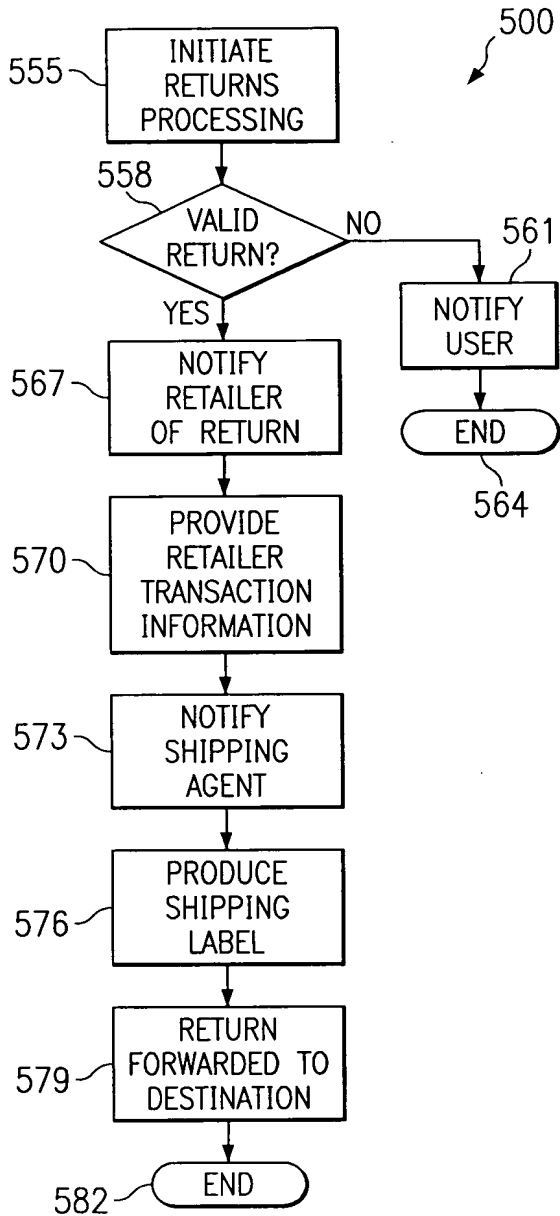 500
555
INITIATE
RETURNS
PROCESSING
558
VALID
RETURN?
NO
YES
561
NOTIFY
USER
END
564
567
NOTIFY
RETAILER
OF RETURN
570
PROVIDE
RETAILER
TRANSACTION
INFORMATION
573
NOTIFY
SHIPPING
AGENT
576
PRODUCE
SHIPPING
LABEL
579
RETURN
FORWARDED TO
DESTINATION
582
END